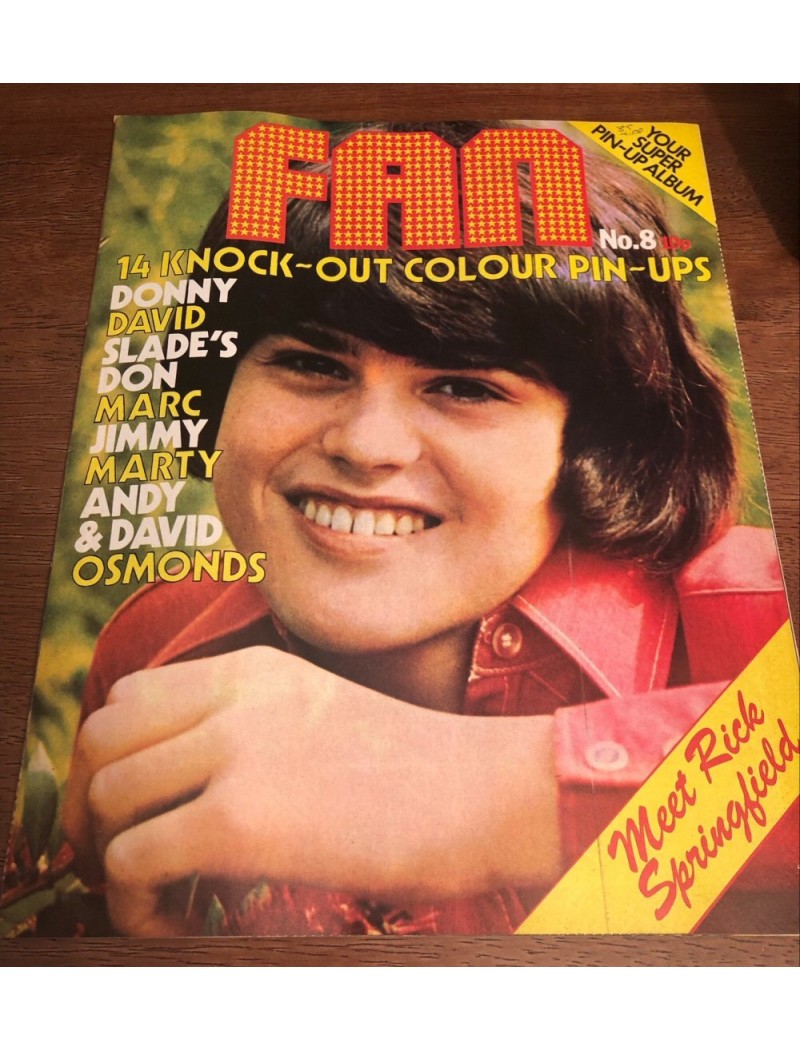 YOUR
SUPER
PIN-UP ALBUM
FAN
No.8 10p
14 KNOCK-OUT COLOUR PIN-UPS
DONNY
DAVID
SLADE'S
DON
MARC
JIMMY
MARTY
ANDY
& DAVID
OSMONDS
Meet Rick
Springfield